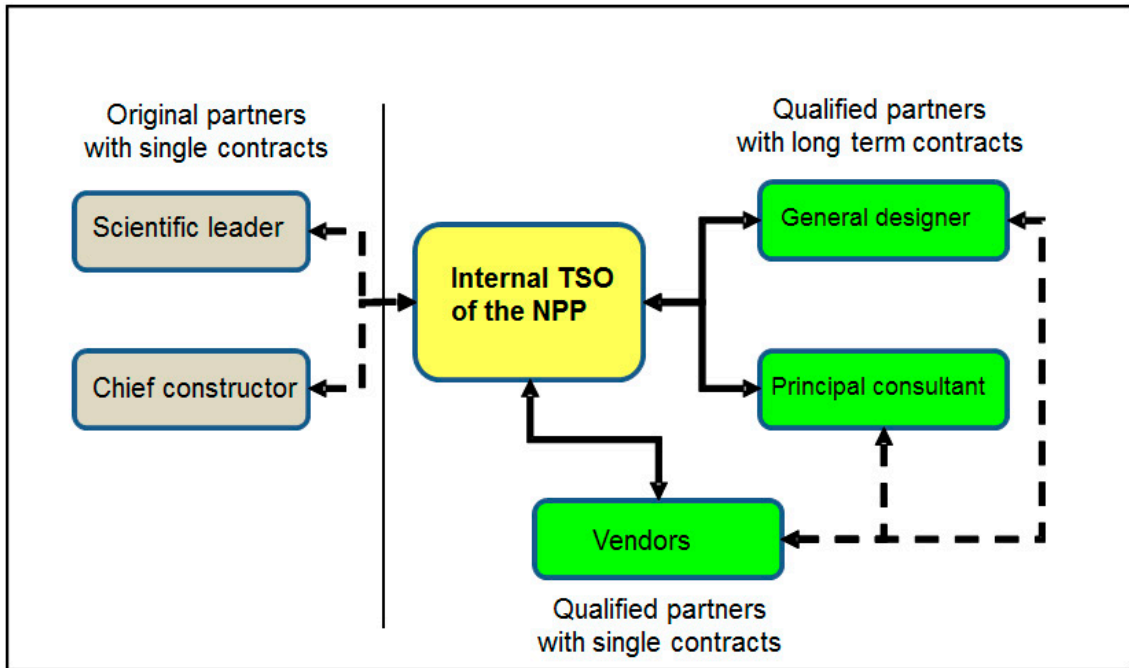 Original partners
with single contracts
Scientific leader
Chief constructor
Internal TSO
of the NPP
Qualified partners
with long term contracts
General designer
Principal consultant
Vendors
Qualified partners
with single contracts